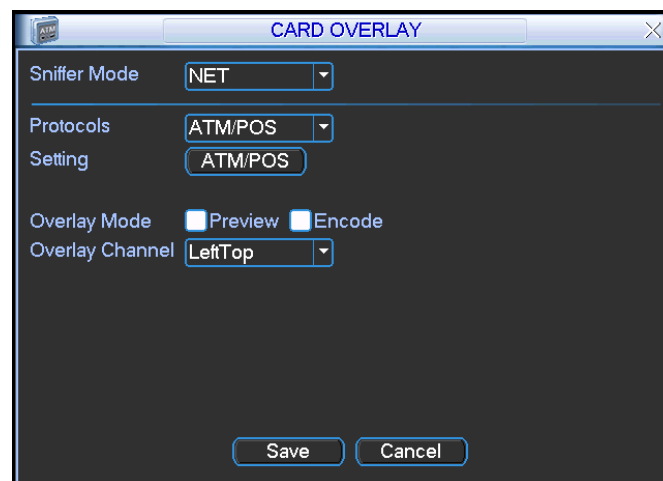 ATM
CARD OVERLAY
Sniffer Mode NET
Protocols ATM/POS
Setting ATM/POS
Overlay Mode Preview Encode
Overlay Channel LeftTop
Save Cancel